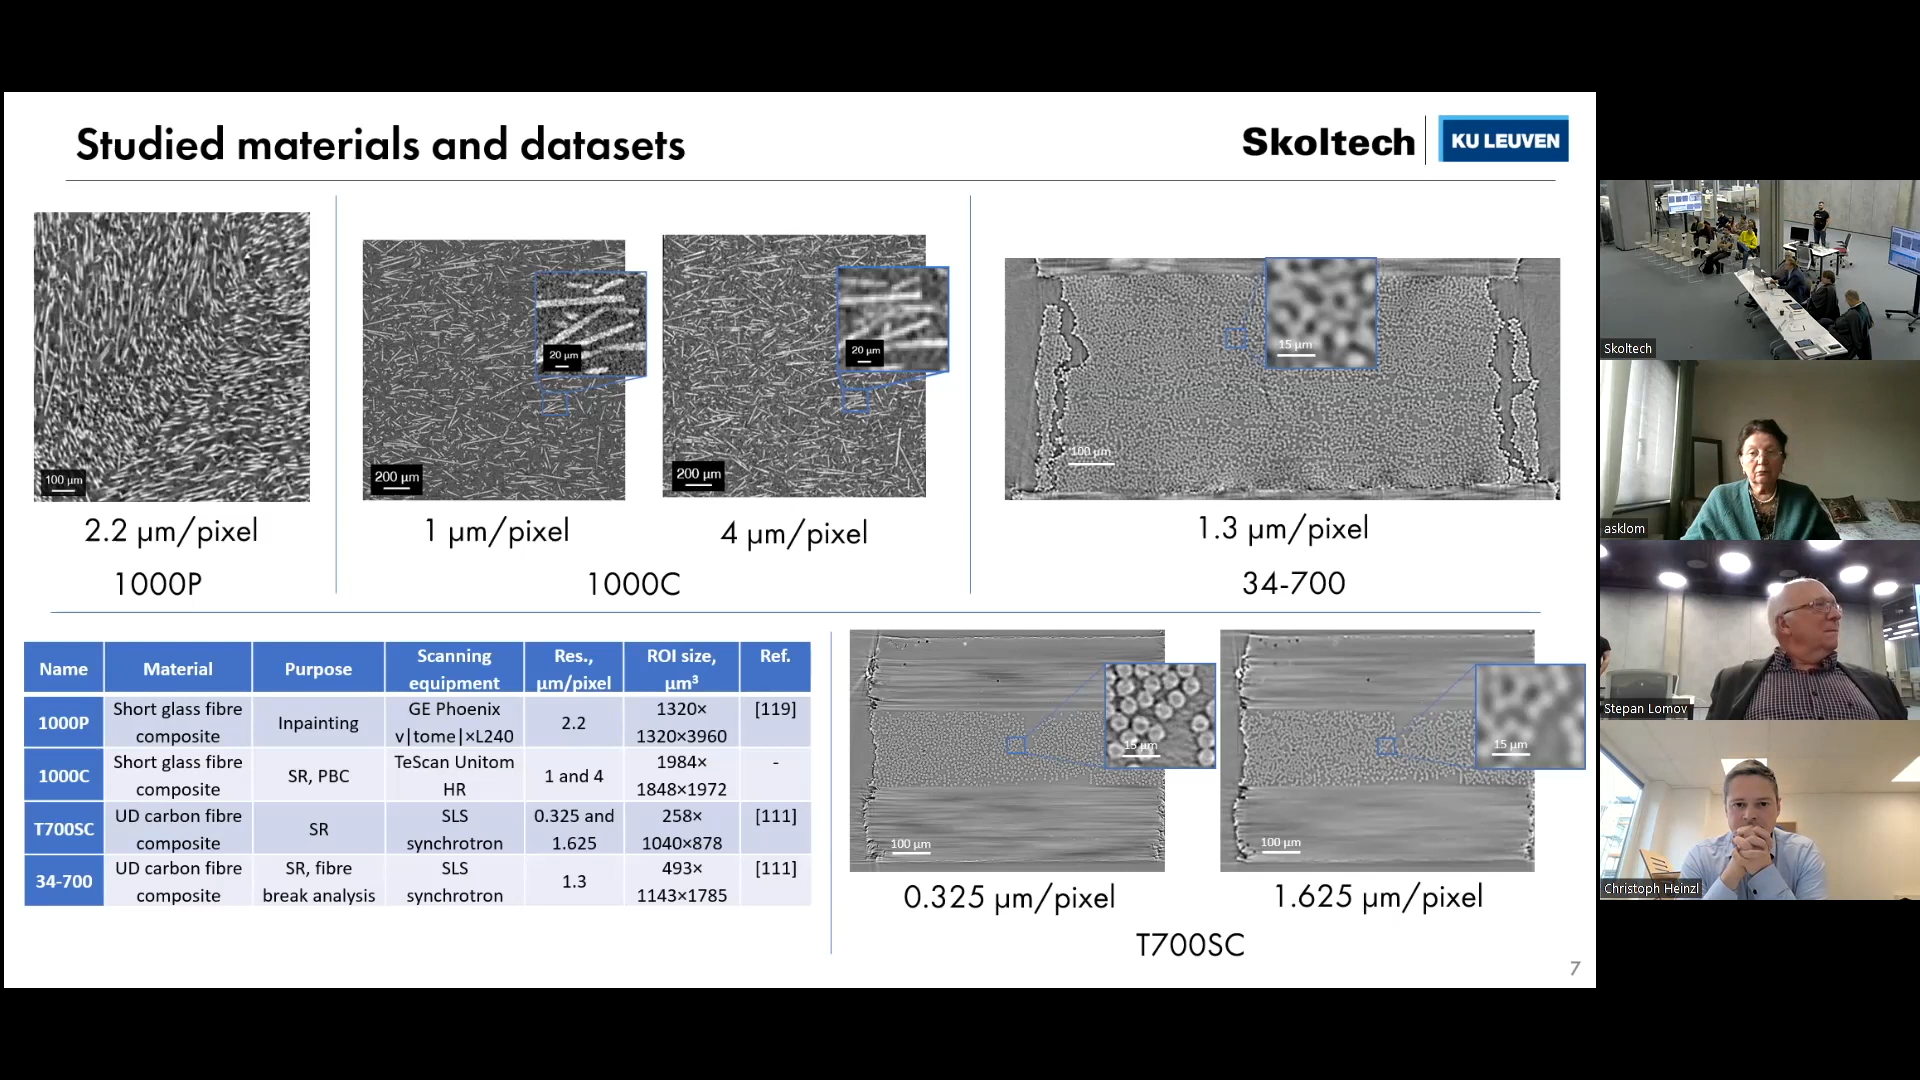 Studied materials and datasets
Skoltech
KU LEUVEN
100 µm
2.2 µm/pixel
1000P
200 µm
20 µm
1 µm/pixel
200 µm
20 µm
4 µm/pixel
1000C
100 µm
15 µm
1.3 µm/pixel
34-700
Name Material Purpose Scanning equipment Res., µm/pixel ROI size, µm³ Ref.
1000P Short glass fibre composite Inpainting GE Phoenix v|tome|×L240 2.2 1320× 1320×3960 [119]
1000C Short glass fibre composite SR, PBC TeScan Unitom HR 1 and 4 1984× 1848×1972 -
T700SC UD carbon fibre composite SR SLS synchrotron 0.325 and 1.625 258× 1040×878 [111]
34-700 UD carbon fibre composite SR, fibre break analysis SLS synchrotron 1.3 493× 1143×1785 [111]
100 µm
15 µm
0.325 µm/pixel
100 µm
15 µm
1.625 µm/pixel
T700SC
7
Skoltech
asklom
Stepan Lomov
Christoph Heinzl